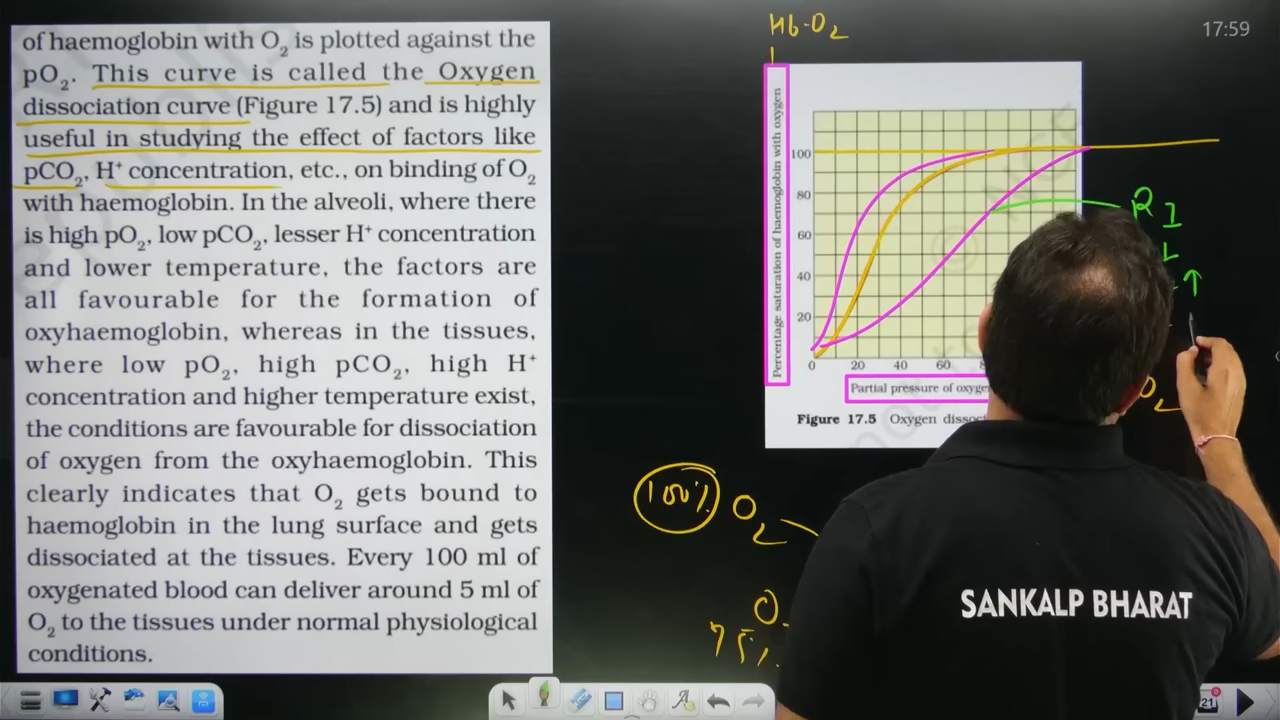 of haemoglobin with O₂ is plotted against the
pO₂. This curve is called the Oxygen
dissociation curve (Figure 17.5) and is highly
useful in studying the effect of factors like
pCO₂, H⁺ concentration, etc., on binding of O₂
with haemoglobin. In the alveoli, where there
is high pO₂, low pCO₂, lesser H⁺ concentration
and lower temperature, the factors are
all favourable for the formation of
oxyhaemoglobin, whereas in the tissues,
where low pO₂, high pCO₂, high H⁺
concentration and higher temperature exist,
the conditions are favourable for dissociation
of oxygen from the oxyhaemoglobin. This
clearly indicates that O₂ gets bound to
haemoglobin in the lung surface and gets
dissociated at the tissues. Every 100 ml of
oxygenated blood can deliver around 5 ml of
O₂ to the tissues under normal physiological
conditions.
Hb-O₂
17:59
Percentage saturation of haemoglobin with oxygen
100
80
60
40
20
0
0 20 40 60
Partial pressure of
Figure 17.5 Oxygen
↑
O₂
100% O₂
75%
SANKALP BHARAT
21